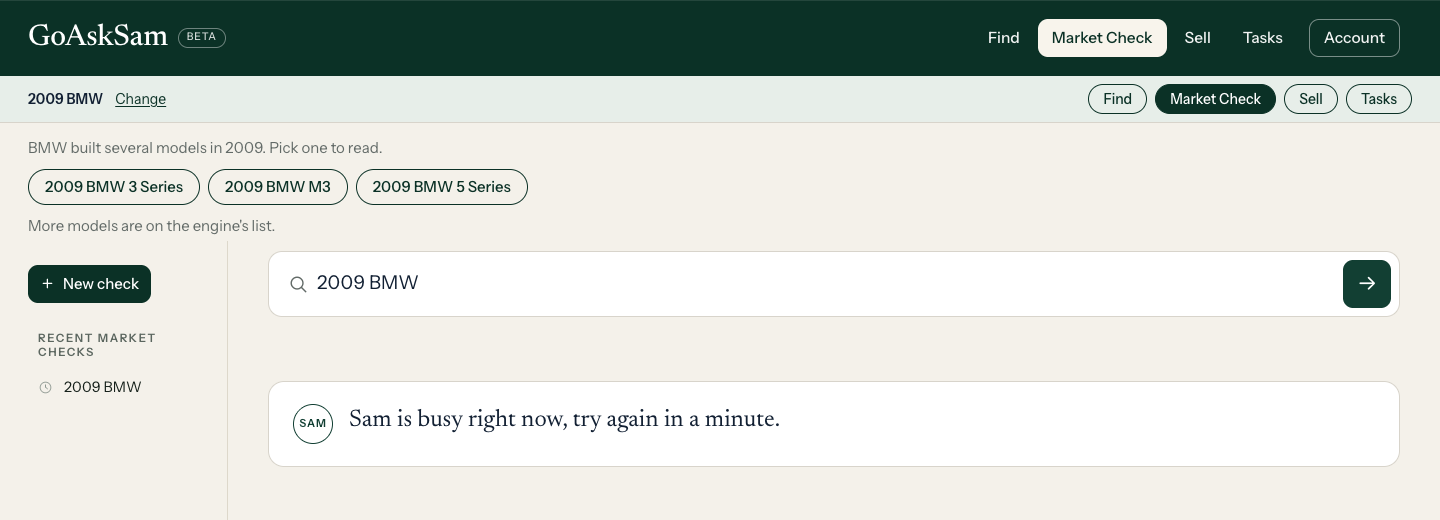 GoAskSam BETA Find Market Check Sell Tasks Account
2009 BMW Change Find Market Check Sell Tasks
BMW built several models in 2009. Pick one to read.
2009 BMW 3 Series 2009 BMW M3 2009 BMW 5 Series
More models are on the engine's list.
+ New check
2009 BMW
RECENT MARKET
CHECKS
2009 BMW
SAM Sam is busy right now, try again in a minute.